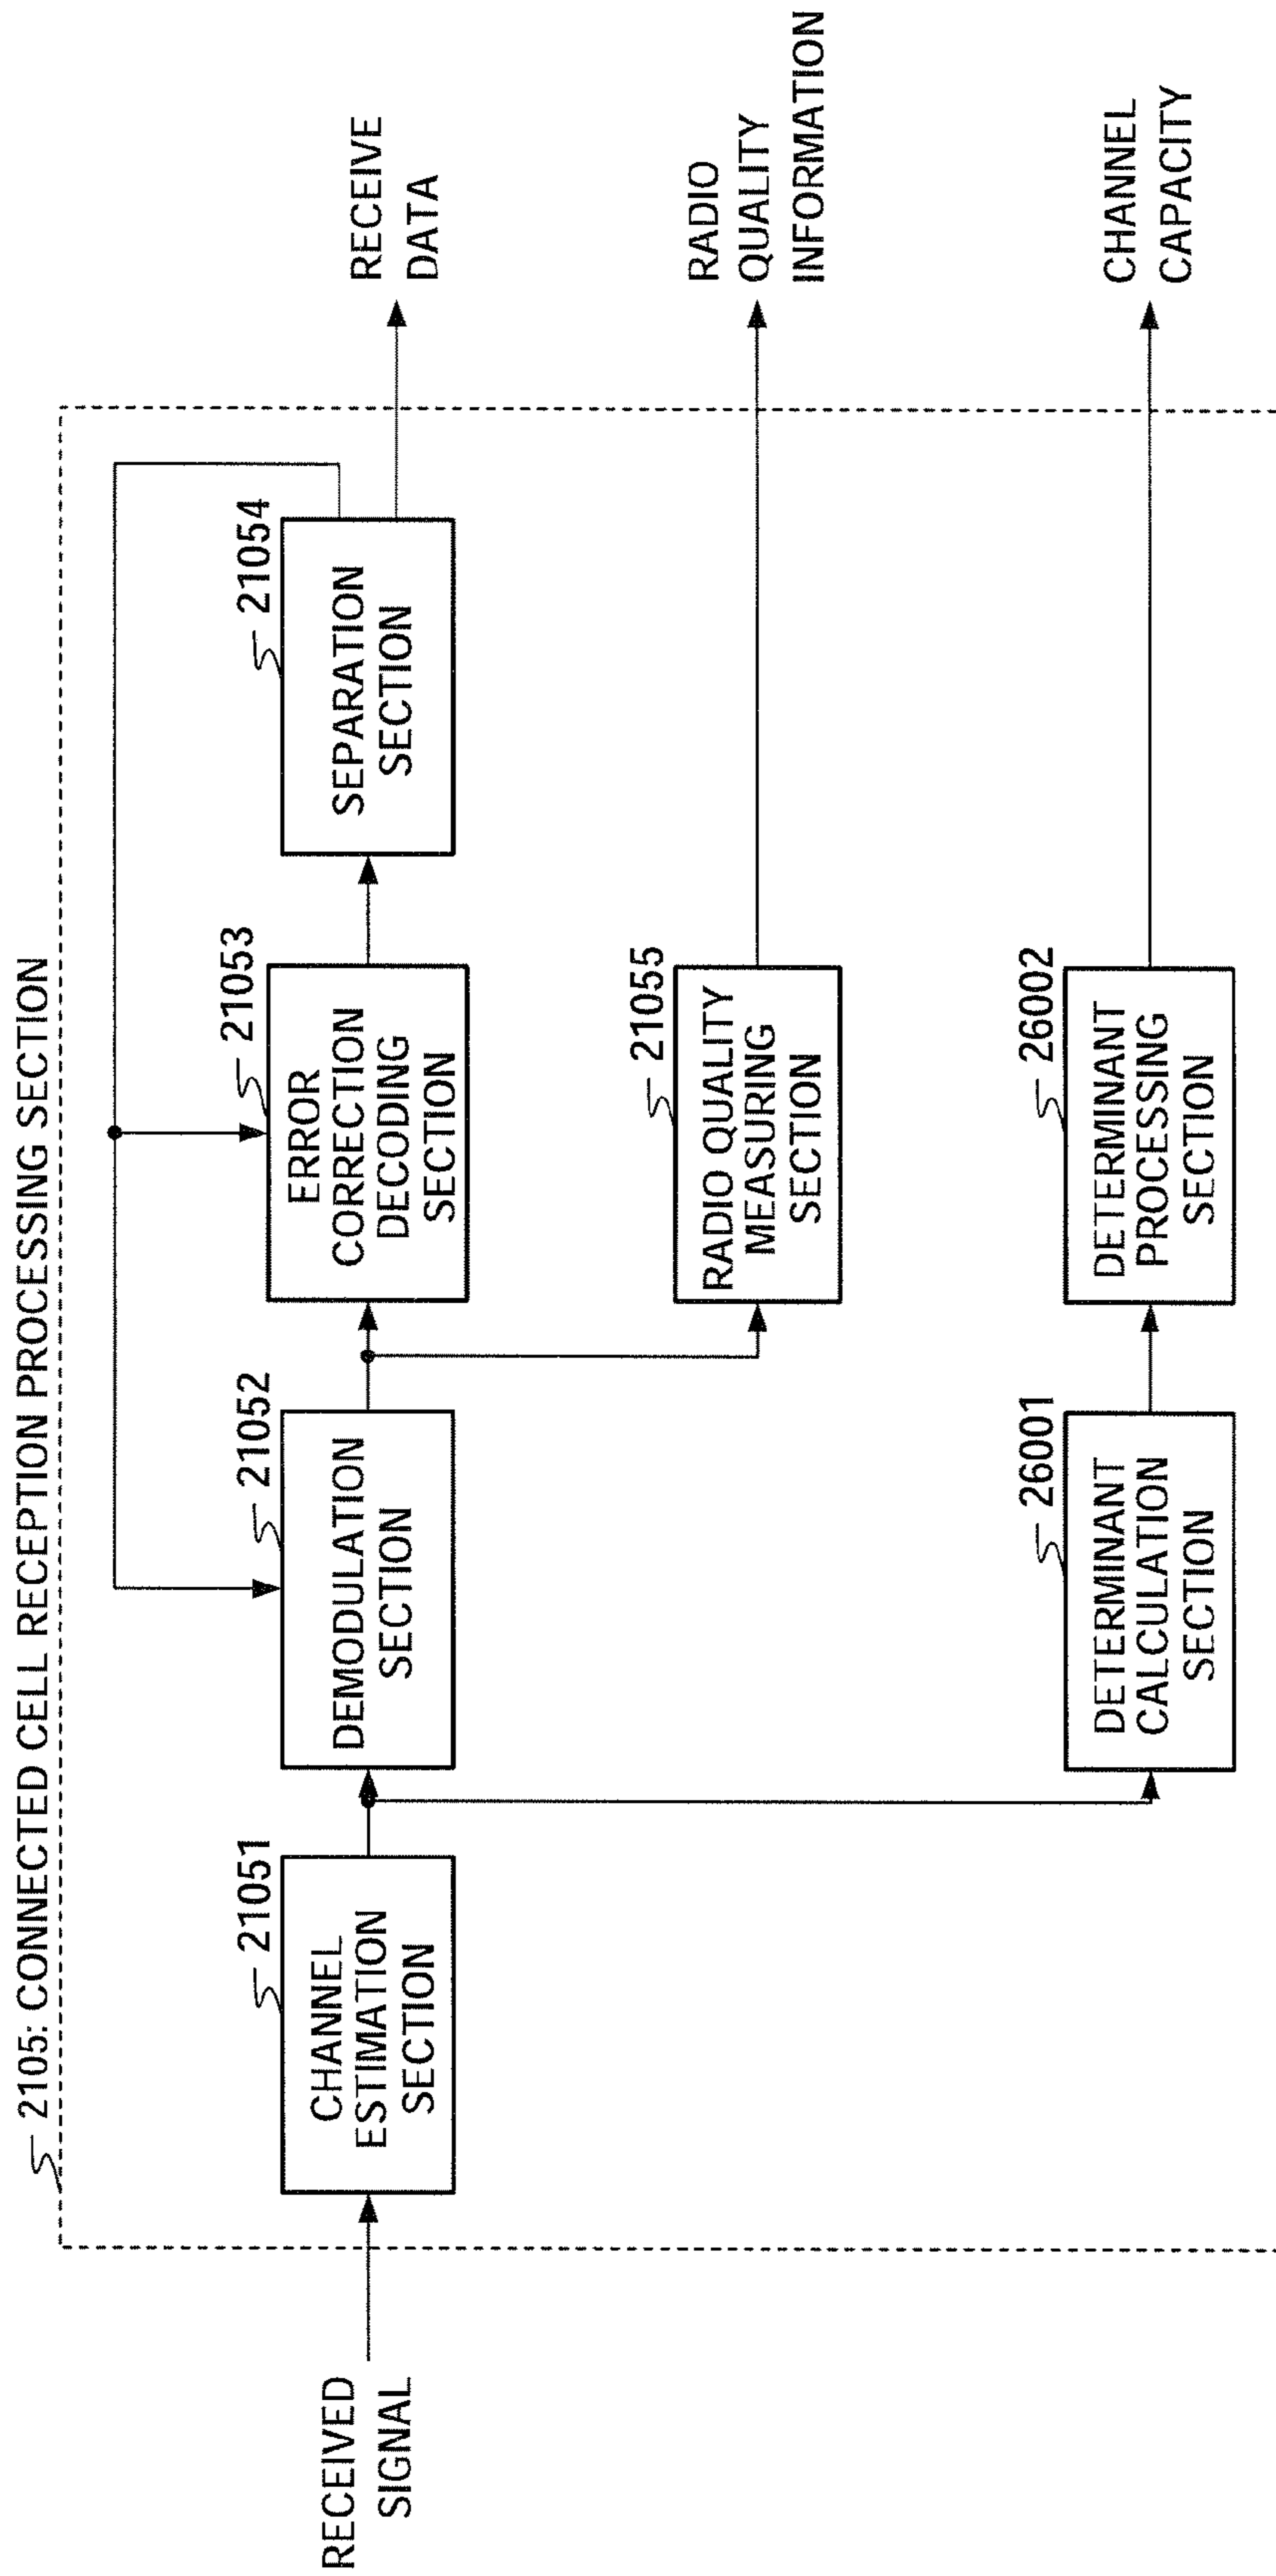 2105: CONNECTED CELL RECEPTION PROCESSING SECTION
RECEIVED
SIGNAL
21051
CHANNEL
ESTIMATION
SECTION
21052
DEMODULATION
SECTION
21053
ERROR
CORRECTION
DECODING
SECTION
21054
SEPARATION
SECTION
RECEIVE
DATA
21055
RADIO QUALITY
MEASURING
SECTION
RADIO
QUALITY
INFORMATION
26001
DETERMINANT
CALCULATION
SECTION
26002
DETERMINANT
PROCESSING
SECTION
CHANNEL
CAPACITY